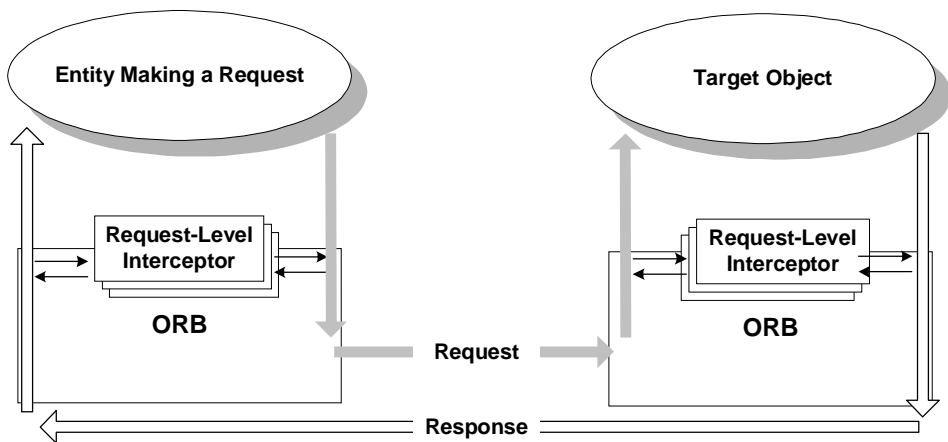 Entity Making a Request
Target Object
Request-Level
Interceptor
ORB
Request-Level
Interceptor
ORB
Request
Response